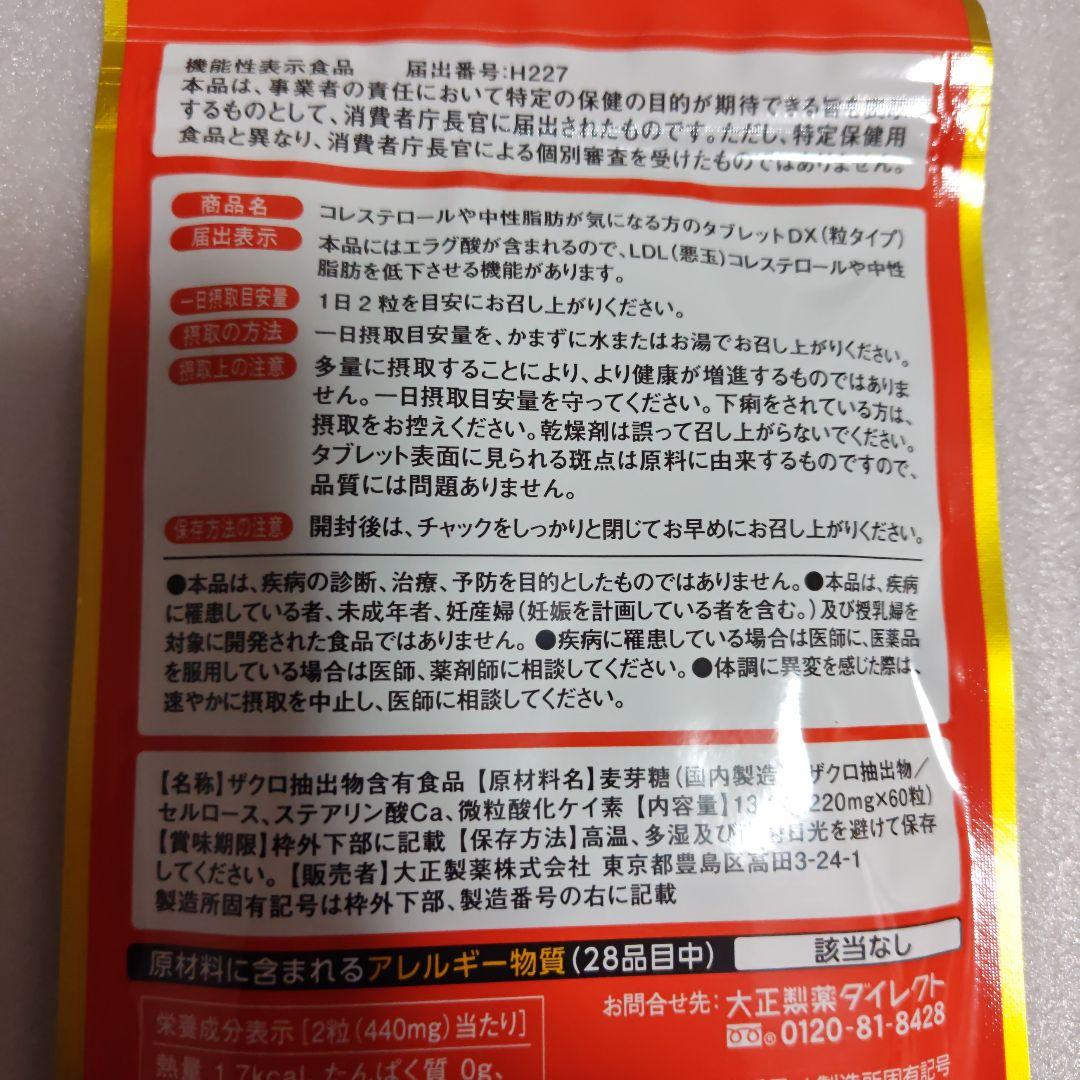 機能性表示食品 届出番号:H227
本品は、事業者の責任において特定の保健の目的が期待できる旨を
するものとして、消費者庁長官に届出されたものです。ただし、特定保健用
食品と異なり、消費者庁長官による個別審査を受けたものではありません。
商品名 コレステロールや中性脂肪が気になる方のタブレットDX(粒タイプ)
届出表示 本品にはエラグ酸が含まれるので、LDL(悪玉)コレステロールや中性
脂肪を低下させる機能があります。
一日摂取目安量 1日2粒を目安にお召し上がりください。
摂取の方法 一日摂取目安量を、かまずに水またはお湯でお召し上がりください。
摂取上の注意 多量に摂取することにより、より健康が増進するものではありま
せん。一日摂取目安量を守ってください。下痢をされている方は、
摂取をお控えください。乾燥剤は誤って召し上がらないでください。
タブレット表面に見られる斑点は原料に由来するものですので、
品質には問題ありません。
保存方法の注意 開封後は、チャックをしっかりと閉じてお早めにお召し上がりください。
●本品は、疾病の診断、治療、予防を目的としたものではありません。●本品は、疾病
に罹患している者、未成年者、妊産婦(妊娠を計画している者を含む。)及び授乳婦を
対象に開発された食品ではありません。●疾病に罹患している場合は医師に、医薬品
を服用している場合は医師、薬剤師に相談してください。●体調に異変を感じた際は、
速やかに摂取を中止し、医師に相談してください。
【名称】ザクロ抽出物含有食品【原材料名】麦芽糖(国内製造 ザクロ抽出物/
セルロース、ステアリン酸Ca、微粒酸化ケイ素【内容量】13 220mg×60粒)
【賞味期限】枠外下部に記載【保存方法】高温、多湿及び 日光を避けて保存
してください。【販売者】大正製薬株式会社 東京都豊島区高田3-24-1
製造所固有記号は枠外下部、製造番号の右に記載
原材料に含まれるアレルギー物質(28品目中) 該当なし
お問合せ先:大正製薬ダイレクト
0120-81-8428
栄養成分表示[2粒(440mg)当たり]
熱量 1.7kcal、たんぱく質 0g、
製造所固有記号